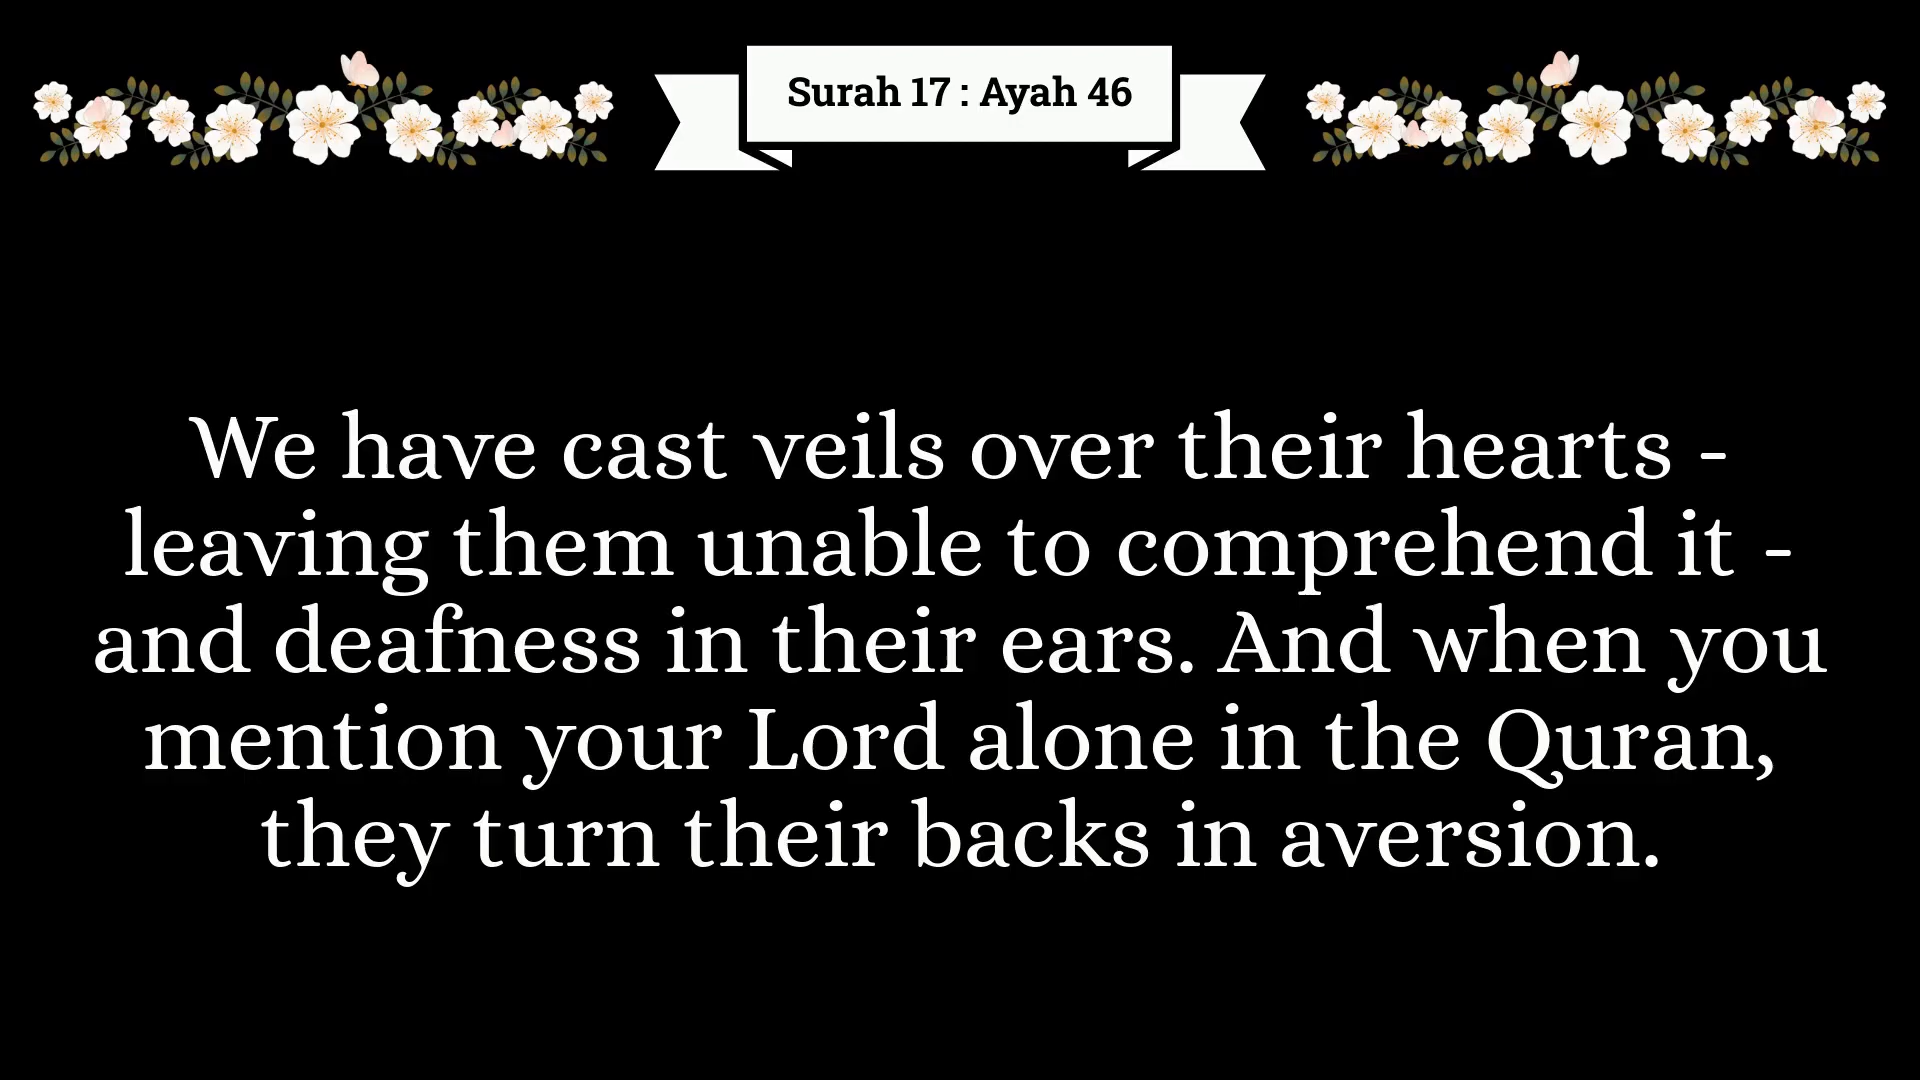 Surah 17 : Ayah 46
We have cast veils over their hearts -
leaving them unable to comprehend it -
and deafness in their ears. And when you
mention your Lord alone in the Quran,
they turn their backs in aversion.